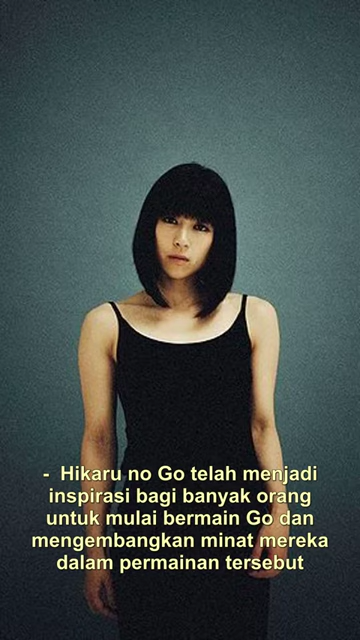 - Hikaru no Go telah menjadi
inspirasi bagi banyak orang
untuk mulai bermain Go dan
mengembangkan minat mereka
dalam permainan tersebut